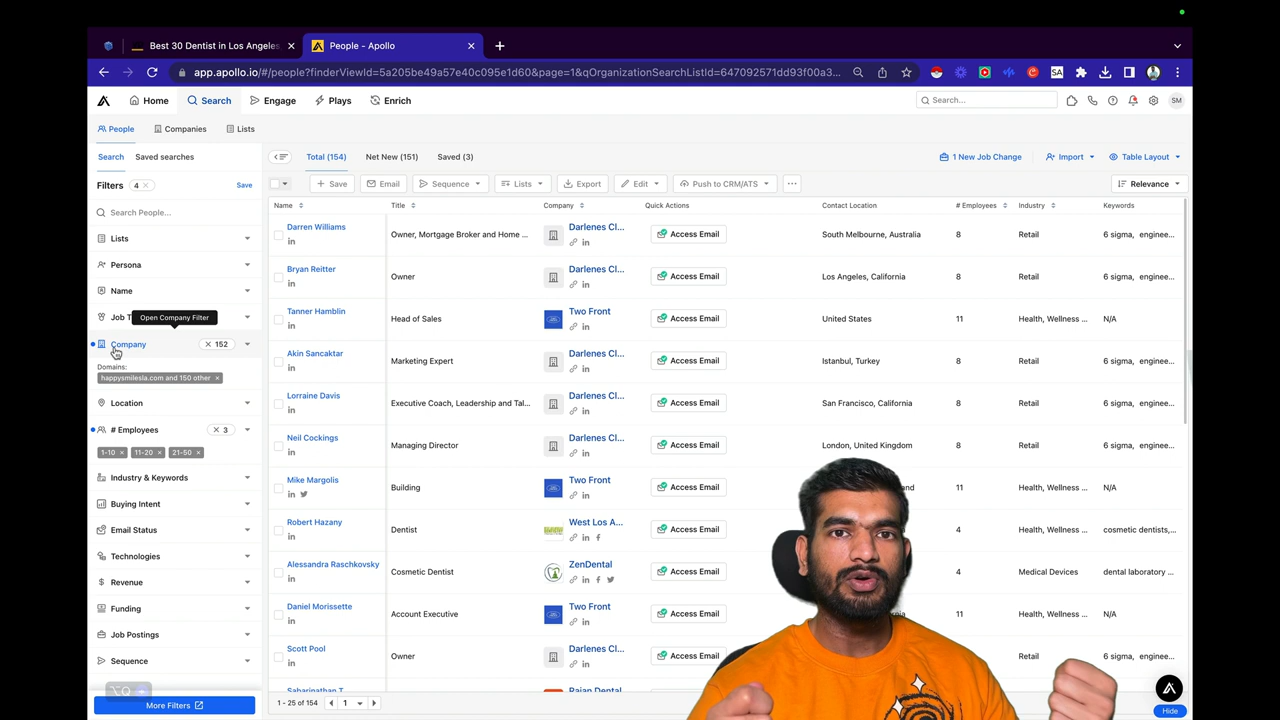 Best 30 Dentist in Los Angeles
People - Apollo
app.apollo.io/#/people?finderViewId=5a205be49a57e40c095e1d60&page=1&qOrganizationSearchListId=647092571dd93f00a3...
Home
Search
Engage
Plays
Enrich
Search...
SM
People
Companies
Lists
Search
Saved searches
Total (154)
Net New (151)
Saved (3)
1 New Job Change
Import
Table Layout
Filters 4
Save
Save
Email
Sequence
Lists
Export
Edit
Push to CRM/ATS
Relevance
Search People...
Lists
Persona
Name
Job T
Open Company Filter
Company
152
Domains:
happysmilesla.com and 150 other
Location
# Employees
3
1-10
11-20
21-50
Industry & Keywords
Buying Intent
Email Status
Technologies
Revenue
Funding
Job Postings
Sequence
More Filters
Name Title Company Quick Actions Contact Location # Employees Industry Keywords
Darren Williams Owner, Mortgage Broker and Home ... Darlenes Cl... Access Email South Melbourne, Australia 8 Retail 6 sigma, enginee...
Bryan Reitter Owner Darlenes Cl... Access Email Los Angeles, California 8 Retail 6 sigma, enginee...
Tanner Hamblin Head of Sales Two Front Access Email United States 11 Health, Wellness ... N/A
Akin Sancaktar Marketing Expert Darlenes Cl... Access Email Istanbul, Turkey 8 Retail 6 sigma, enginee...
Lorraine Davis Executive Coach, Leadership and Tal... Darlenes Cl... Access Email San Francisco, California 8 Retail 6 sigma, enginee...
Neil Cockings Managing Director Darlenes Cl... Access Email London, United Kingdom 8 Retail 6 sigma, enginee...
Mike Margolis Building Two Front Access Email 11 Health, Wellness ... N/A
Robert Hazany Dentist West Los A... Access Email 4 Health, Wellness ... cosmetic dentists,
Alessandra Raschkovsky Cosmetic Dentist ZenDental Access Email 4 Medical Devices dental laboratory ...
Daniel Morissette Account Executive Two Front Access Email 11 Health, Wellness ... N/A
Scott Pool Owner Darlenes Cl... Access Email Retail 6 sigma, enginee...
1 - 25 of 154
1
Hide